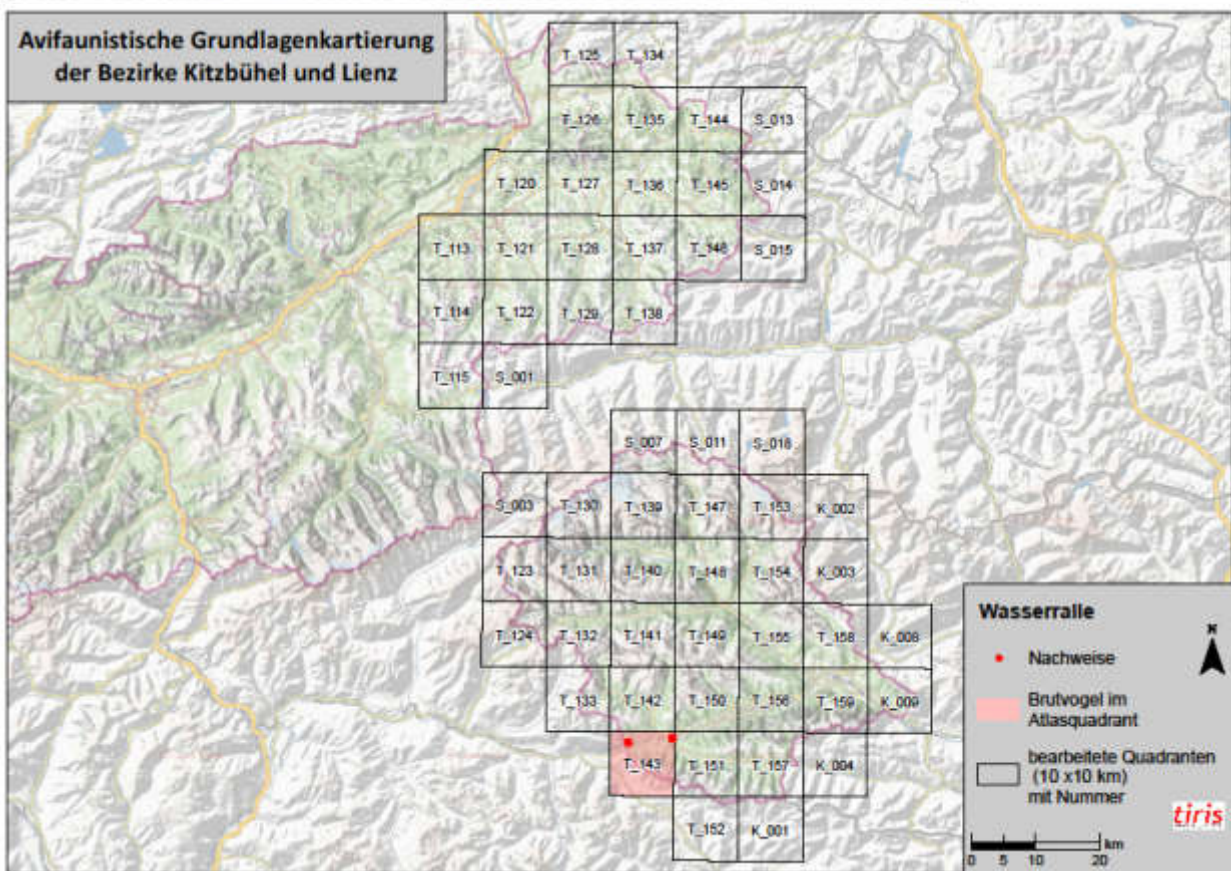 Avifaunistische Grundlagenkartierung
der Bezirke Kitzbühel und Lienz
T_125 T_134
T_126 T_135 T_144 S_013
T_120 T_127 T_136 T_145 S_014
T_113 T_121 T_128 T_137 T_146 S_015
T_114 T_122 T_129 T_138
T_115 S_001
S_007 S_011 S_016
S_003 T_130 T_139 T_147 T_153 K_002
T_123 T_131 T_140 T_148 T_154 K_003
T_124 T_132 T_141 T_149 T_155 T_158 K_008
T_133 T_142 T_150 T_156 T_159 K_009
T_143 T_151 T_157 K_004
T_152 K_001
Wasserralle
N
Nachweise
Brutvogel im
Atlasquadrant
bearbeitete Quadranten
(10 x10 km)
mit Nummer
tiris
km
0 5 10 20